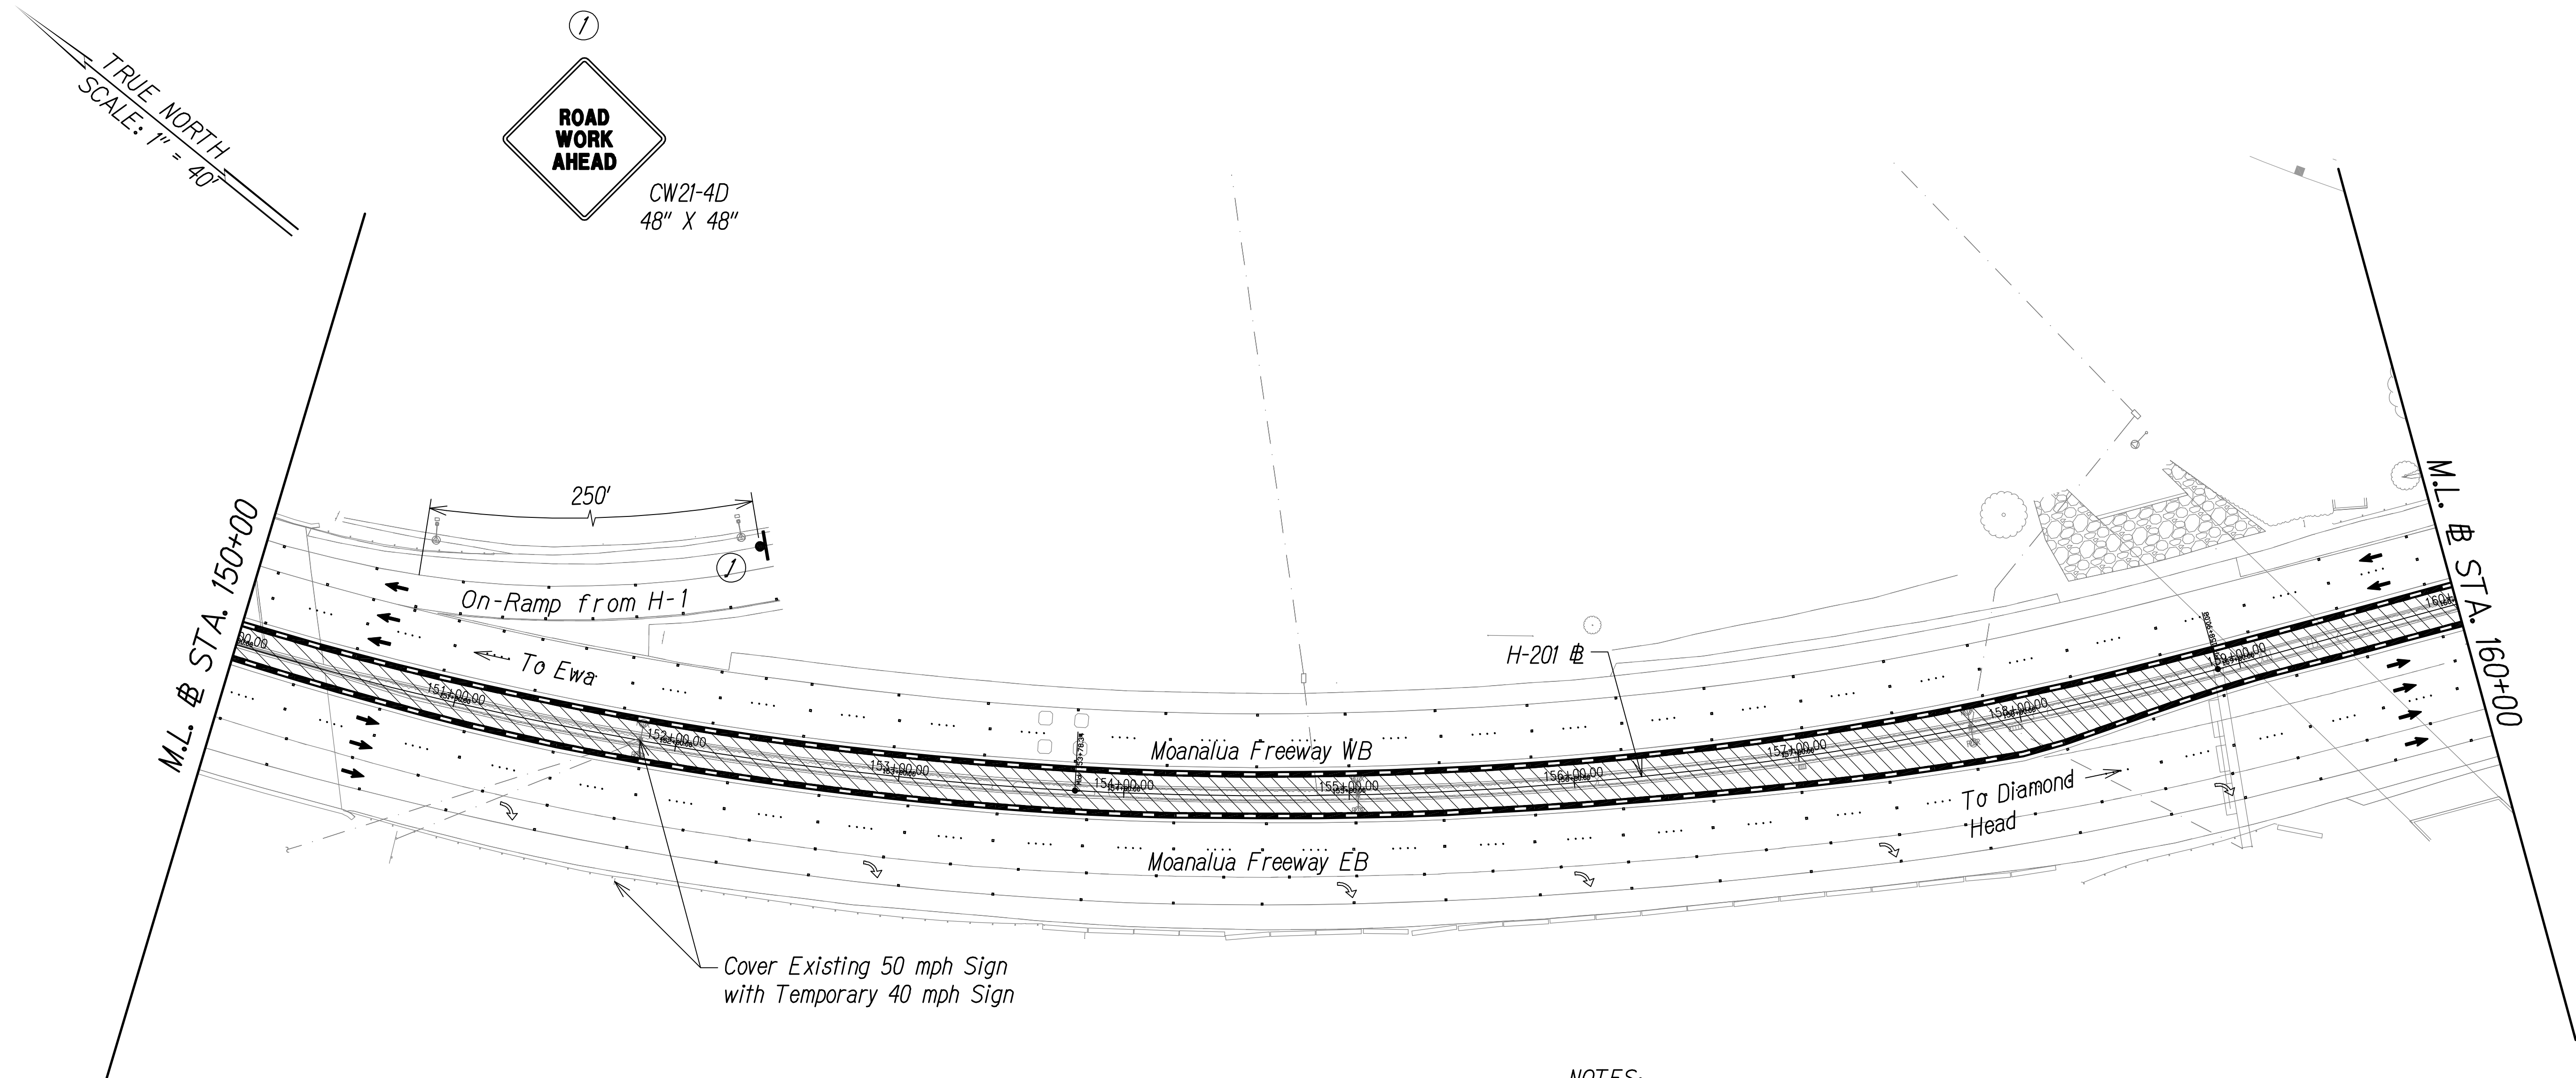 1
TRUE NORTH
SCALE: 1" = 40'
ROAD
WORK
AHEAD
CW21-4D
48" X 48"
M.L. BL STA. 150+00
M.L. BL STA. 160+00
250'
1
On-Ramp from H-1
To Ewa
H-201 BL
151+00.00
152+00.00
153+00.00
154+00.00
155+00.00
156+00.00
157+00.00
158+00.00
159+00.00
Moanalua Freeway WB
Moanalua Freeway EB
To Diamond
Head
Cover Existing 50 mph Sign
with Temporary 40 mph Sign
NOTES: